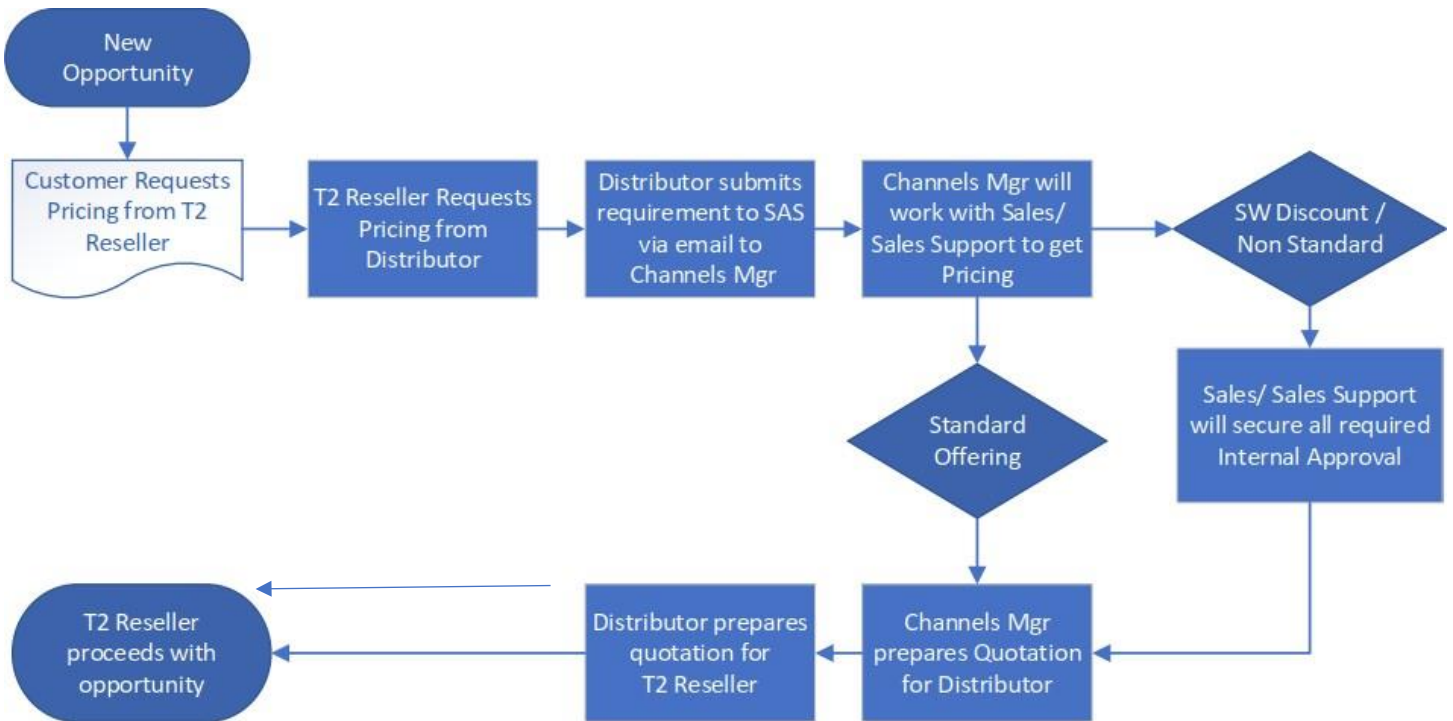 New
Opportunity
Customer Requests
Pricing from T2
Reseller
T2 Reseller Requests
Pricing from
Distributor
Distributor submits
requirement to SAS
via email to
Channels Mgr
Channels Mgr will
work with Sales/
Sales Support to get
Pricing
SW Discount /
Non Standard
Standard
Offering
Sales/ Sales Support
will secure all required
Internal Approval
Channels Mgr
prepares Quotation
for Distributor
Distributor prepares
quotation for
T2 Reseller
T2 Reseller
proceeds with
opportunity